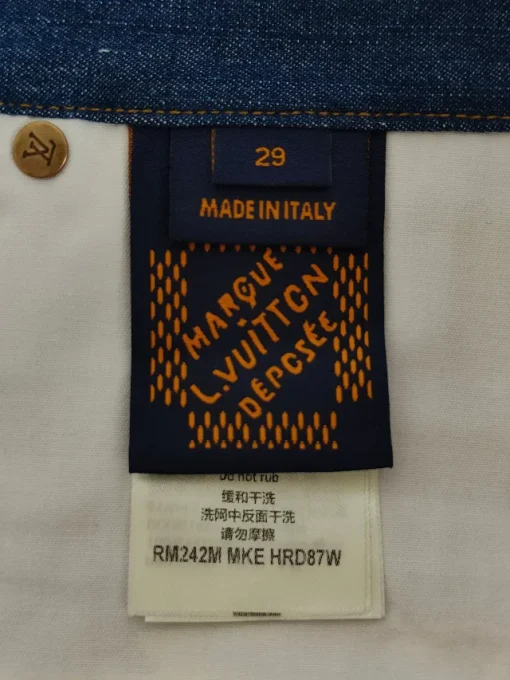 LV
29
MADE IN ITALY
MARQUE
L.VUITTON
DÉPOSÉE
Do not rub
缓和干洗
洗网中反面干洗
请勿摩擦
RM242M MKE HRD87W